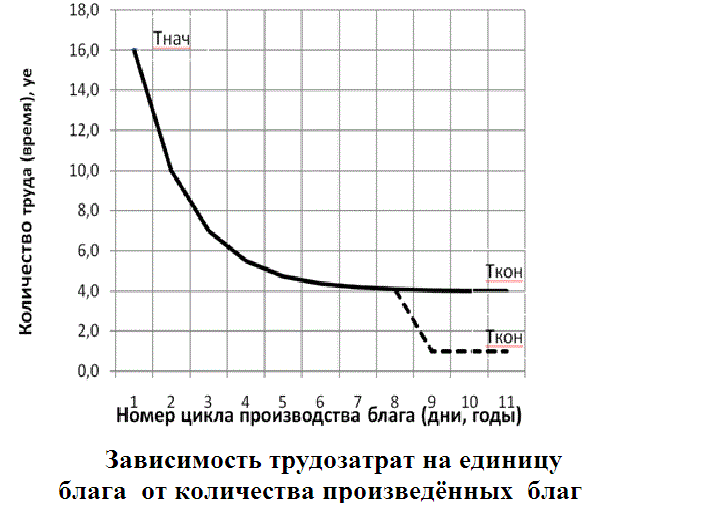 Количество труда (время), уе
18,0
16,0
14,0
12,0
10,0
8,0
6,0
4,0
2,0
0,0
Тнач
Ткон
Ткон
1 2 3 4 5 6 7 8 9 10 11
Номер цикла производства блага (дни, годы)
Зависимость трудозатрат на единицу
блага от количества произведённых благ